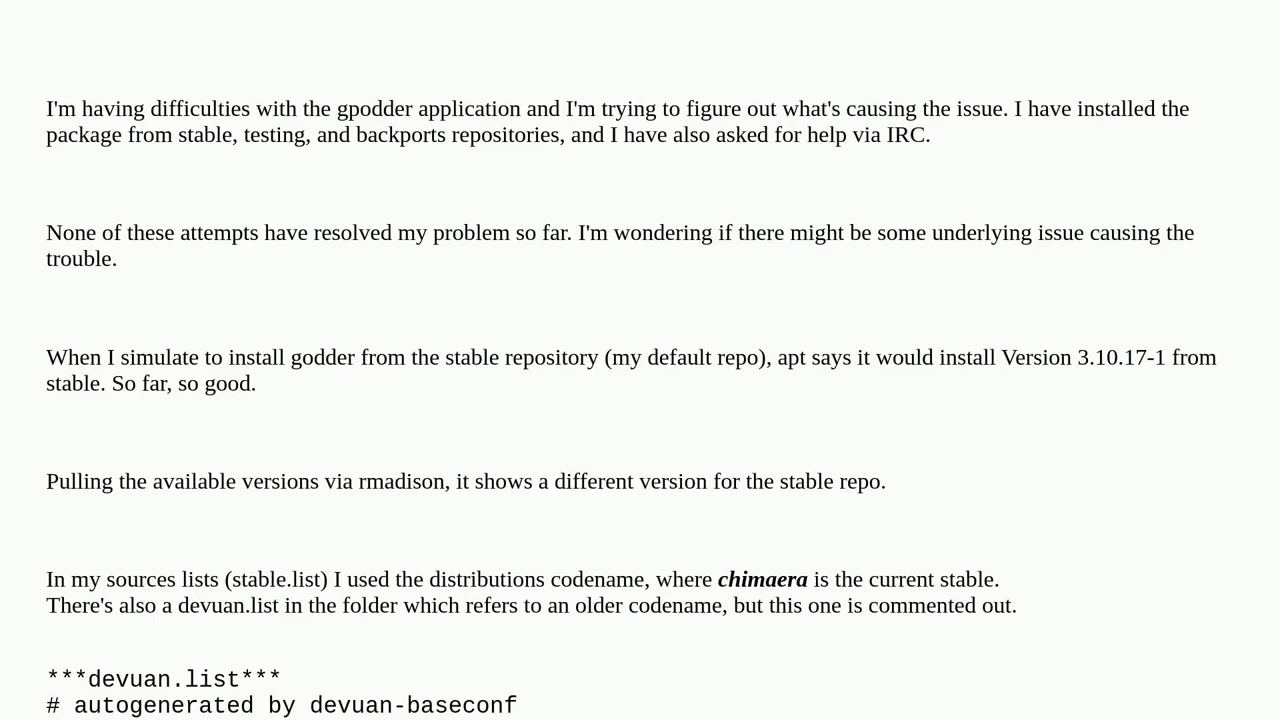 I'm having difficulties with the gpodder application and I'm trying to figure out what's causing the issue. I have installed the
package from stable, testing, and backports repositories, and I have also asked for help via IRC.
None of these attempts have resolved my problem so far. I'm wondering if there might be some underlying issue causing the
trouble.
When I simulate to install godder from the stable repository (my default repo), apt says it would install Version 3.10.17-1 from
stable. So far, so good.
Pulling the available versions via rmadison, it shows a different version for the stable repo.
In my sources lists (stable.list) I used the distributions codename, where chimaera is the current stable.
There's also a devuan.list in the folder which refers to an older codename, but this one is commented out.
***devuan.list***
# autogenerated by devuan-baseconf